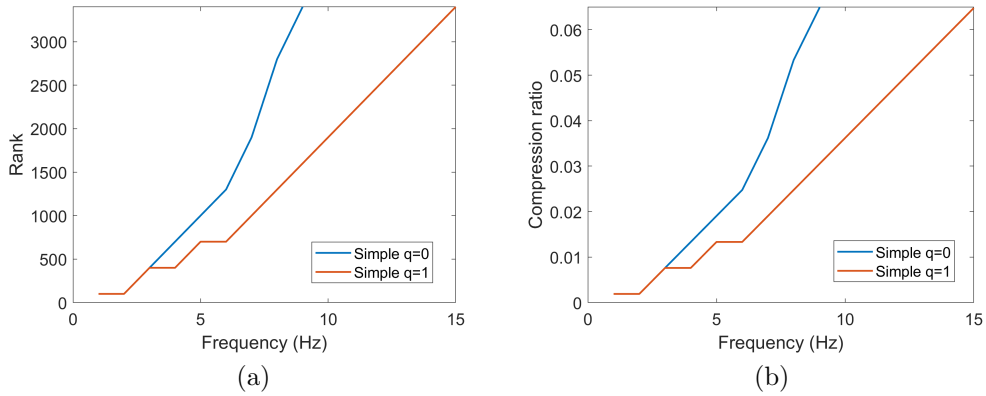 3000
2500
2000
1500
1000
500
0
Rank
0
5
10
15
Frequency (Hz)
Simple q=0
Simple q=1
(a)
0.06
0.05
0.04
0.03
0.02
0.01
0
Compression ratio
0
5
10
15
Frequency (Hz)
Simple q=0
Simple q=1
(b)